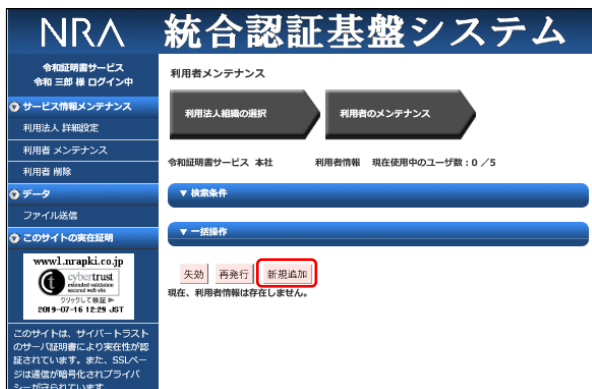 NRA
統合認証基盤システム
令和証明書サービス
令和 三郎 様 ログイン中
サービス情報メンテナンス
利用法人 詳細設定
利用者 メンテナンス
利用者 削除
データ
ファイル送信
このサイトの実在証明
www1.nrapki.co.jp
cybertrust
extended validation
secured web site
クリックして検証
2019-07-16 12:29 JST
このサイトは、サイバートラスト
のサーバ証明書により実在性が認
証されています。また、SSLペー
ジは通信が暗号化されプライバ
シーが守られています。
利用者メンテナンス
利用法人組織の選択
利用者のメンテナンス
令和証明書サービス 本社 利用者情報 現在使用中のユーザ数:0 /5
▼ 検索条件
▼ 一括操作
失効 再発行 新規追加
現在、利用者情報は存在しません。